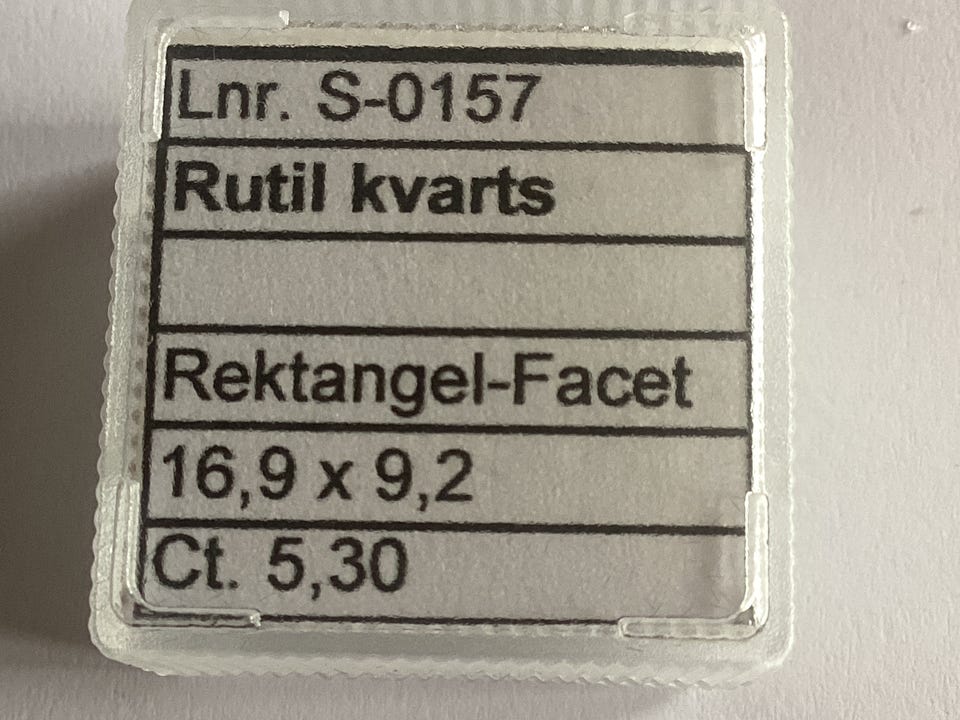 Lnr. S-0157
Rutil kvarts
Rektangel-Facet
16,9 x 9,2
Ct. 5,30